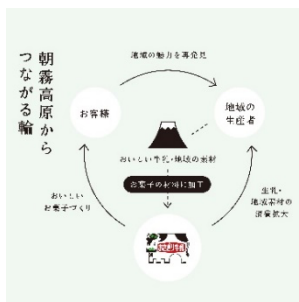 朝霧高原から
つながる輪
地域の魅力を再発見
お客様
地域の
生産者
おいしい牛乳・地域の素材
お菓子の材料に加工
おいしい
お菓子づくり
生乳・
地域素材の
消費拡大